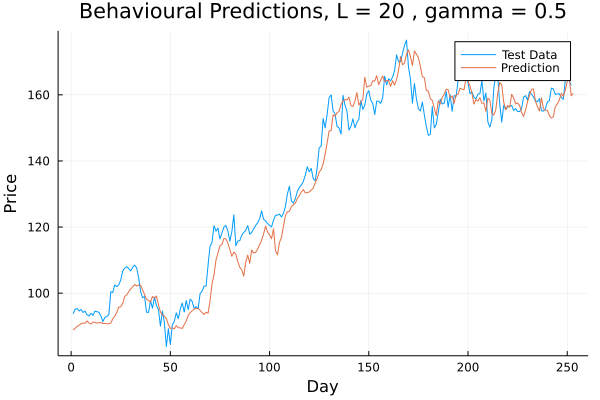 Behavioural Predictions, L = 20 , gamma = 0.5
Test Data
Prediction
Price
160
140
120
100
0
50
100
150
200
250
Day